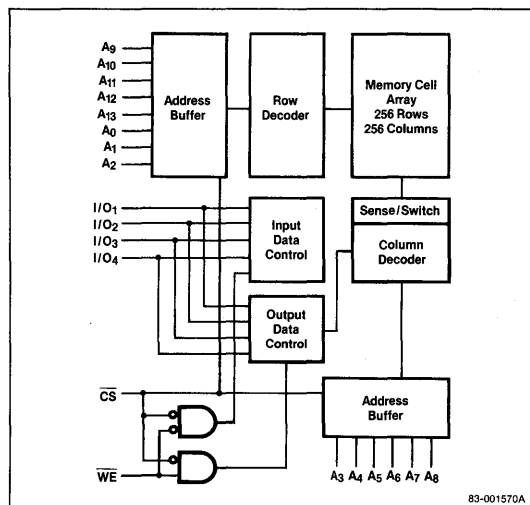 A9
A10
A11
A12
A13
A0
A1
A2
Address
Buffer
Row
Decoder
Memory Cell
Array
256 Rows
256 Columns
I/O1
I/O2
I/O3
I/O4
Input
Data
Control
Sense/Switch
Column
Decoder
Output
Data
Control
CS
WE
Address
Buffer
A3 A4 A5 A6 A7 A8
83-001570A